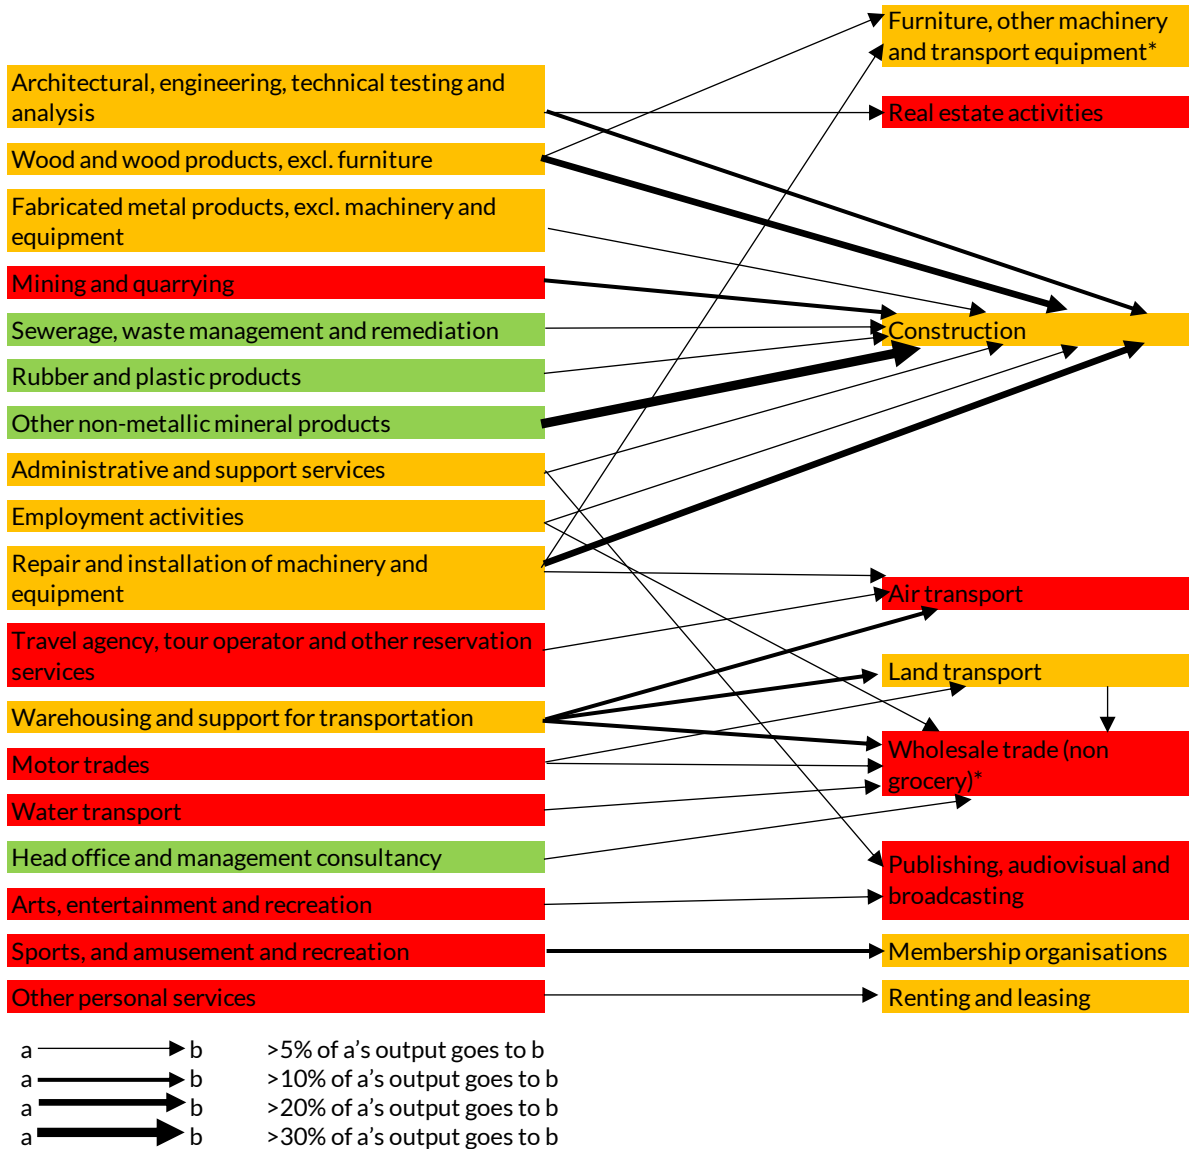 Architectural, engineering, technical testing and
analysis
Wood and wood products, excl. furniture
Fabricated metal products, excl. machinery and
equipment
Mining and quarrying
Sewerage, waste management and remediation
Rubber and plastic products
Other non-metallic mineral products
Administrative and support services
Employment activities
Repair and installation of machinery and
equipment
Travel agency, tour operator and other reservation
services
Warehousing and support for transportation
Motor trades
Water transport
Head office and management consultancy
Arts, entertainment and recreation
Sports, and amusement and recreation
Other personal services
Furniture, other machinery
and transport equipment*
Real estate activities
Construction
Air transport
Land transport
Wholesale trade (non
grocery)*
Publishing, audiovisual and
broadcasting
Membership organisations
Renting and leasing
a b >5% of a’s output goes to b
a b >10% of a’s output goes to b
a b >20% of a’s output goes to b
a b >30% of a’s output goes to b